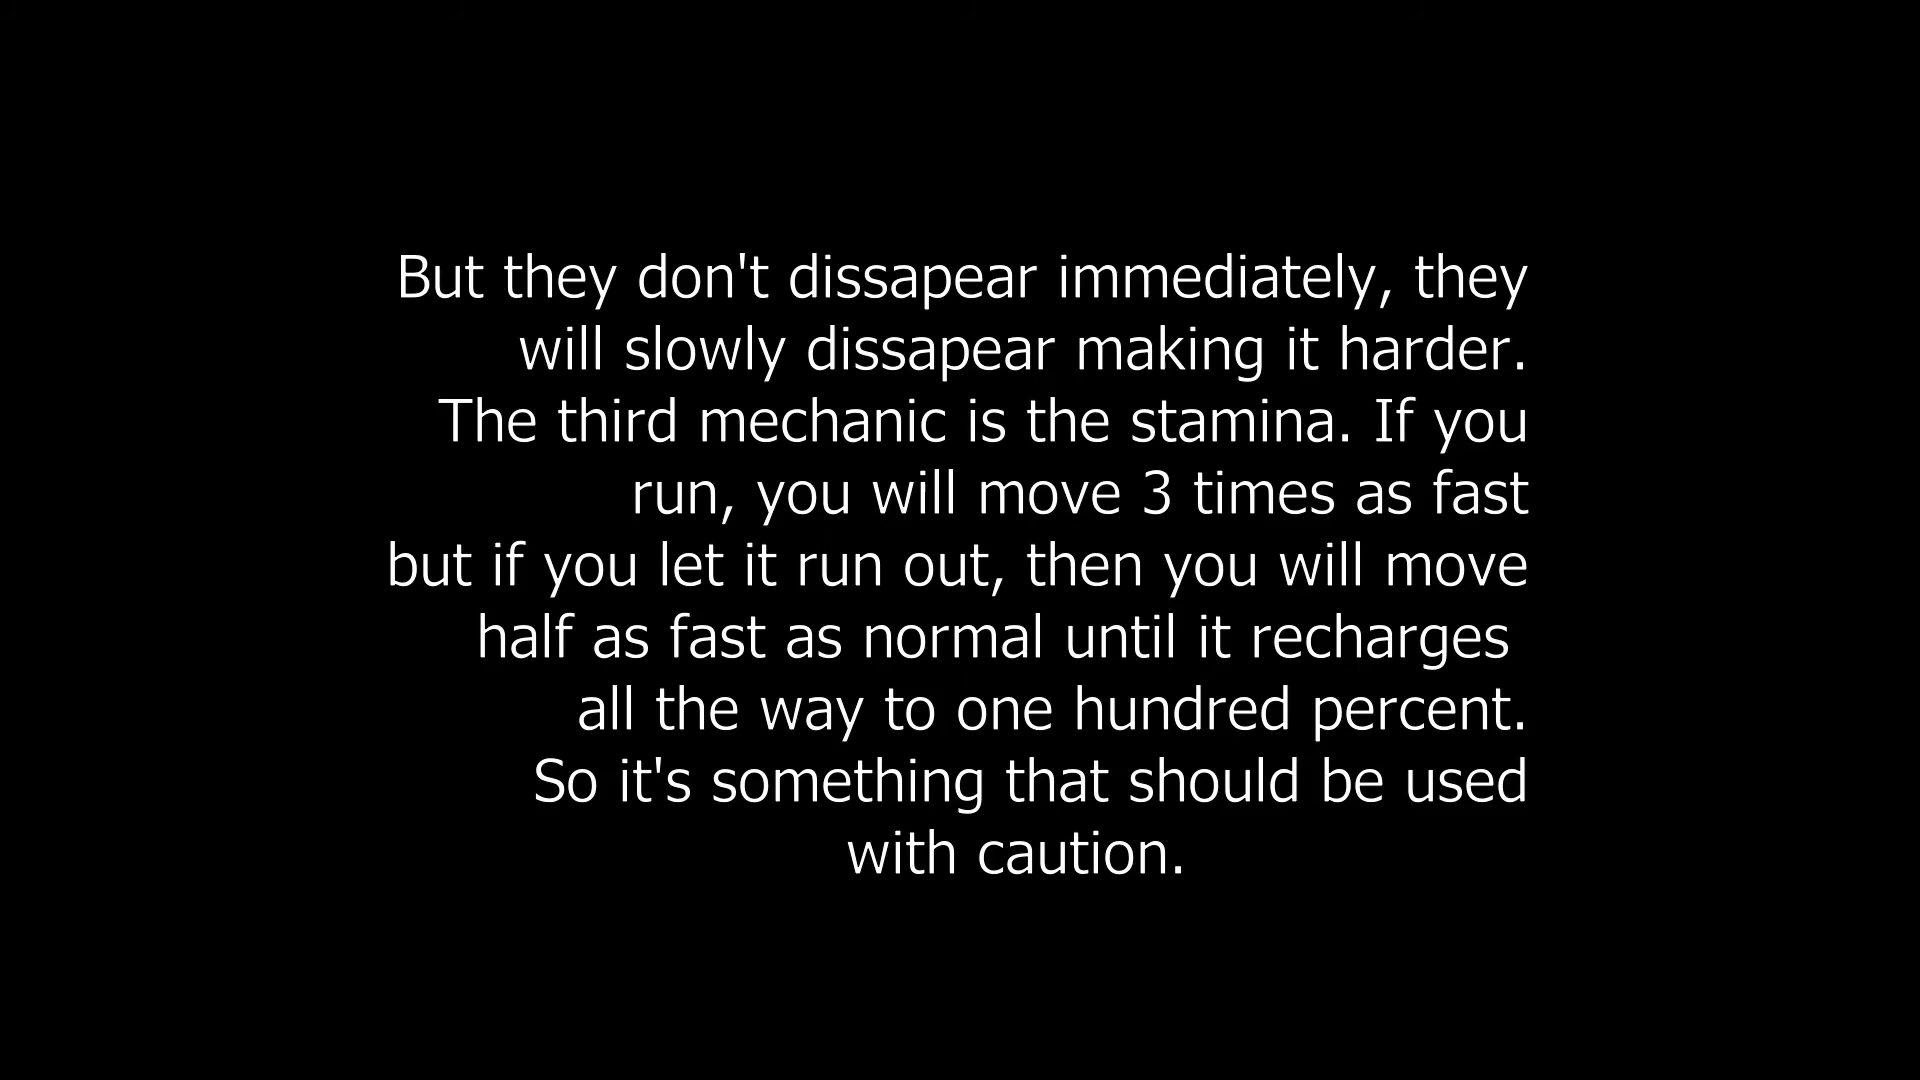 But they don't dissapear immediately, they
will slowly dissapear making it harder.
The third mechanic is the stamina. If you
run, you will move 3 times as fast
but if you let it run out, then you will move
half as fast as normal until it recharges
all the way to one hundred percent.
So it's something that should be used
with caution.